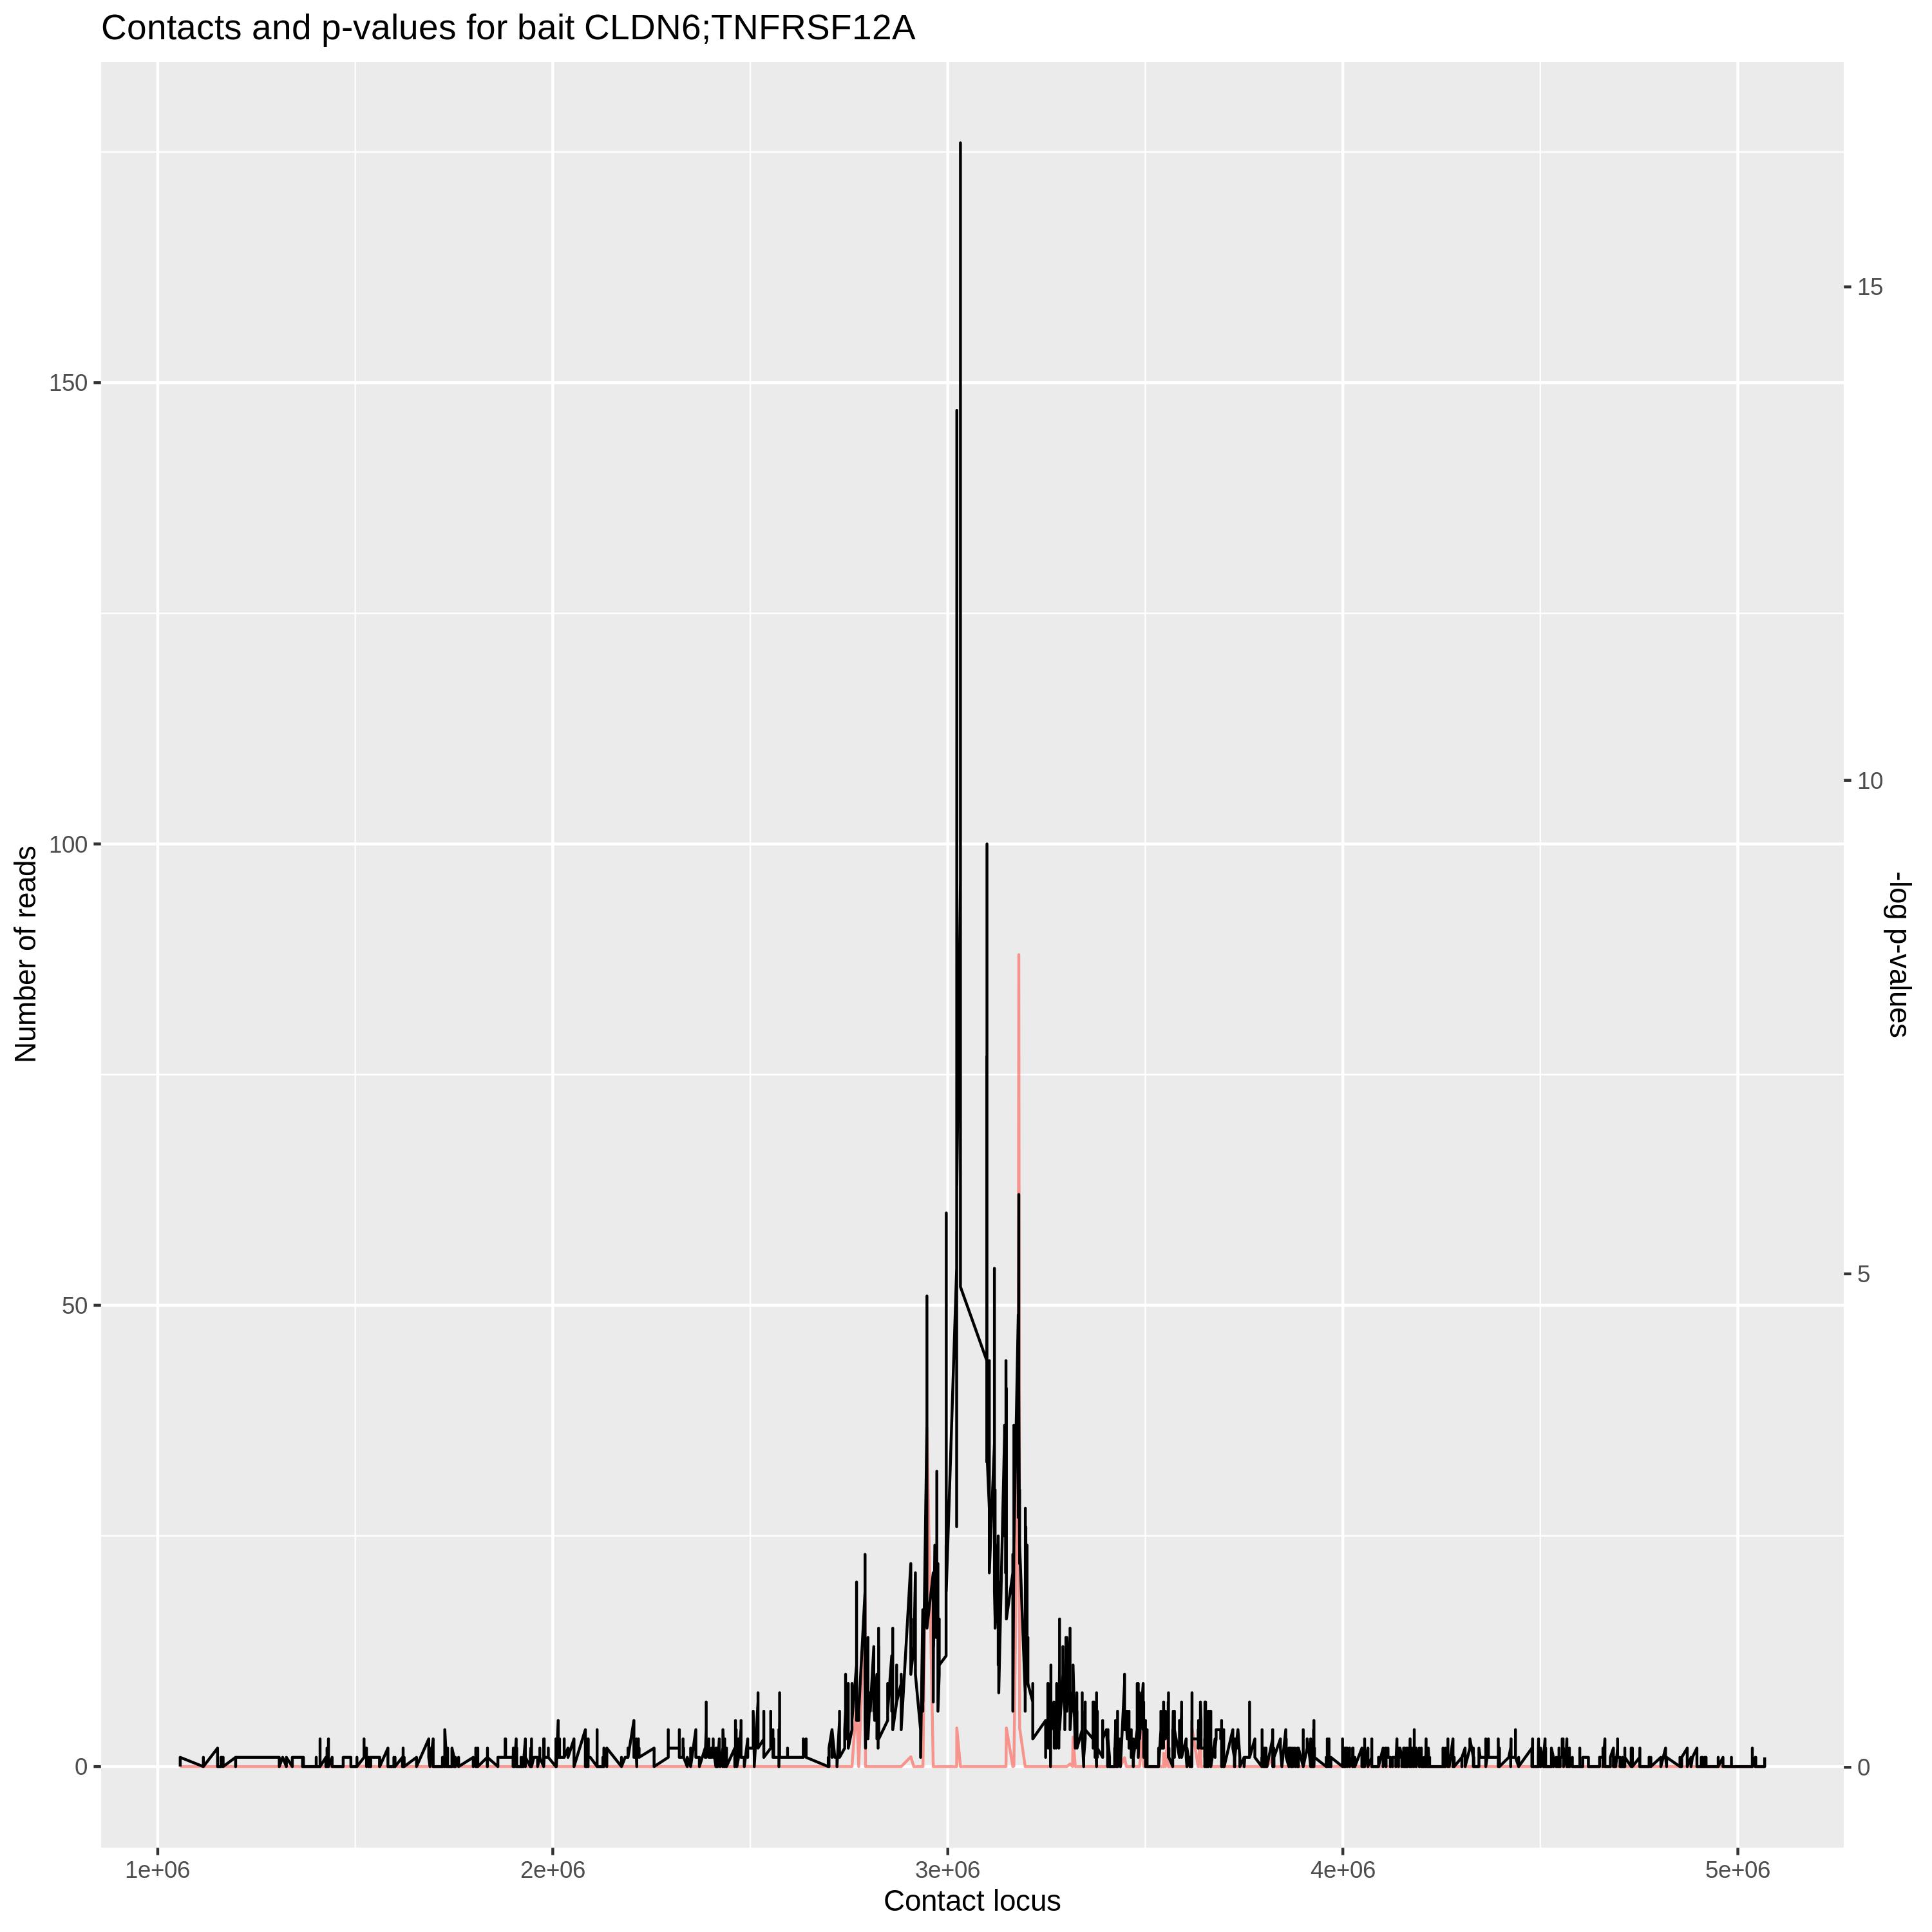 Contacts and p-values for bait CLDN6;TNFRSF12A
150
100
50
0
Number of reads
15
10
5
0
-log p-values
1e+06 2e+06 3e+06 4e+06 5e+06
Contact locus